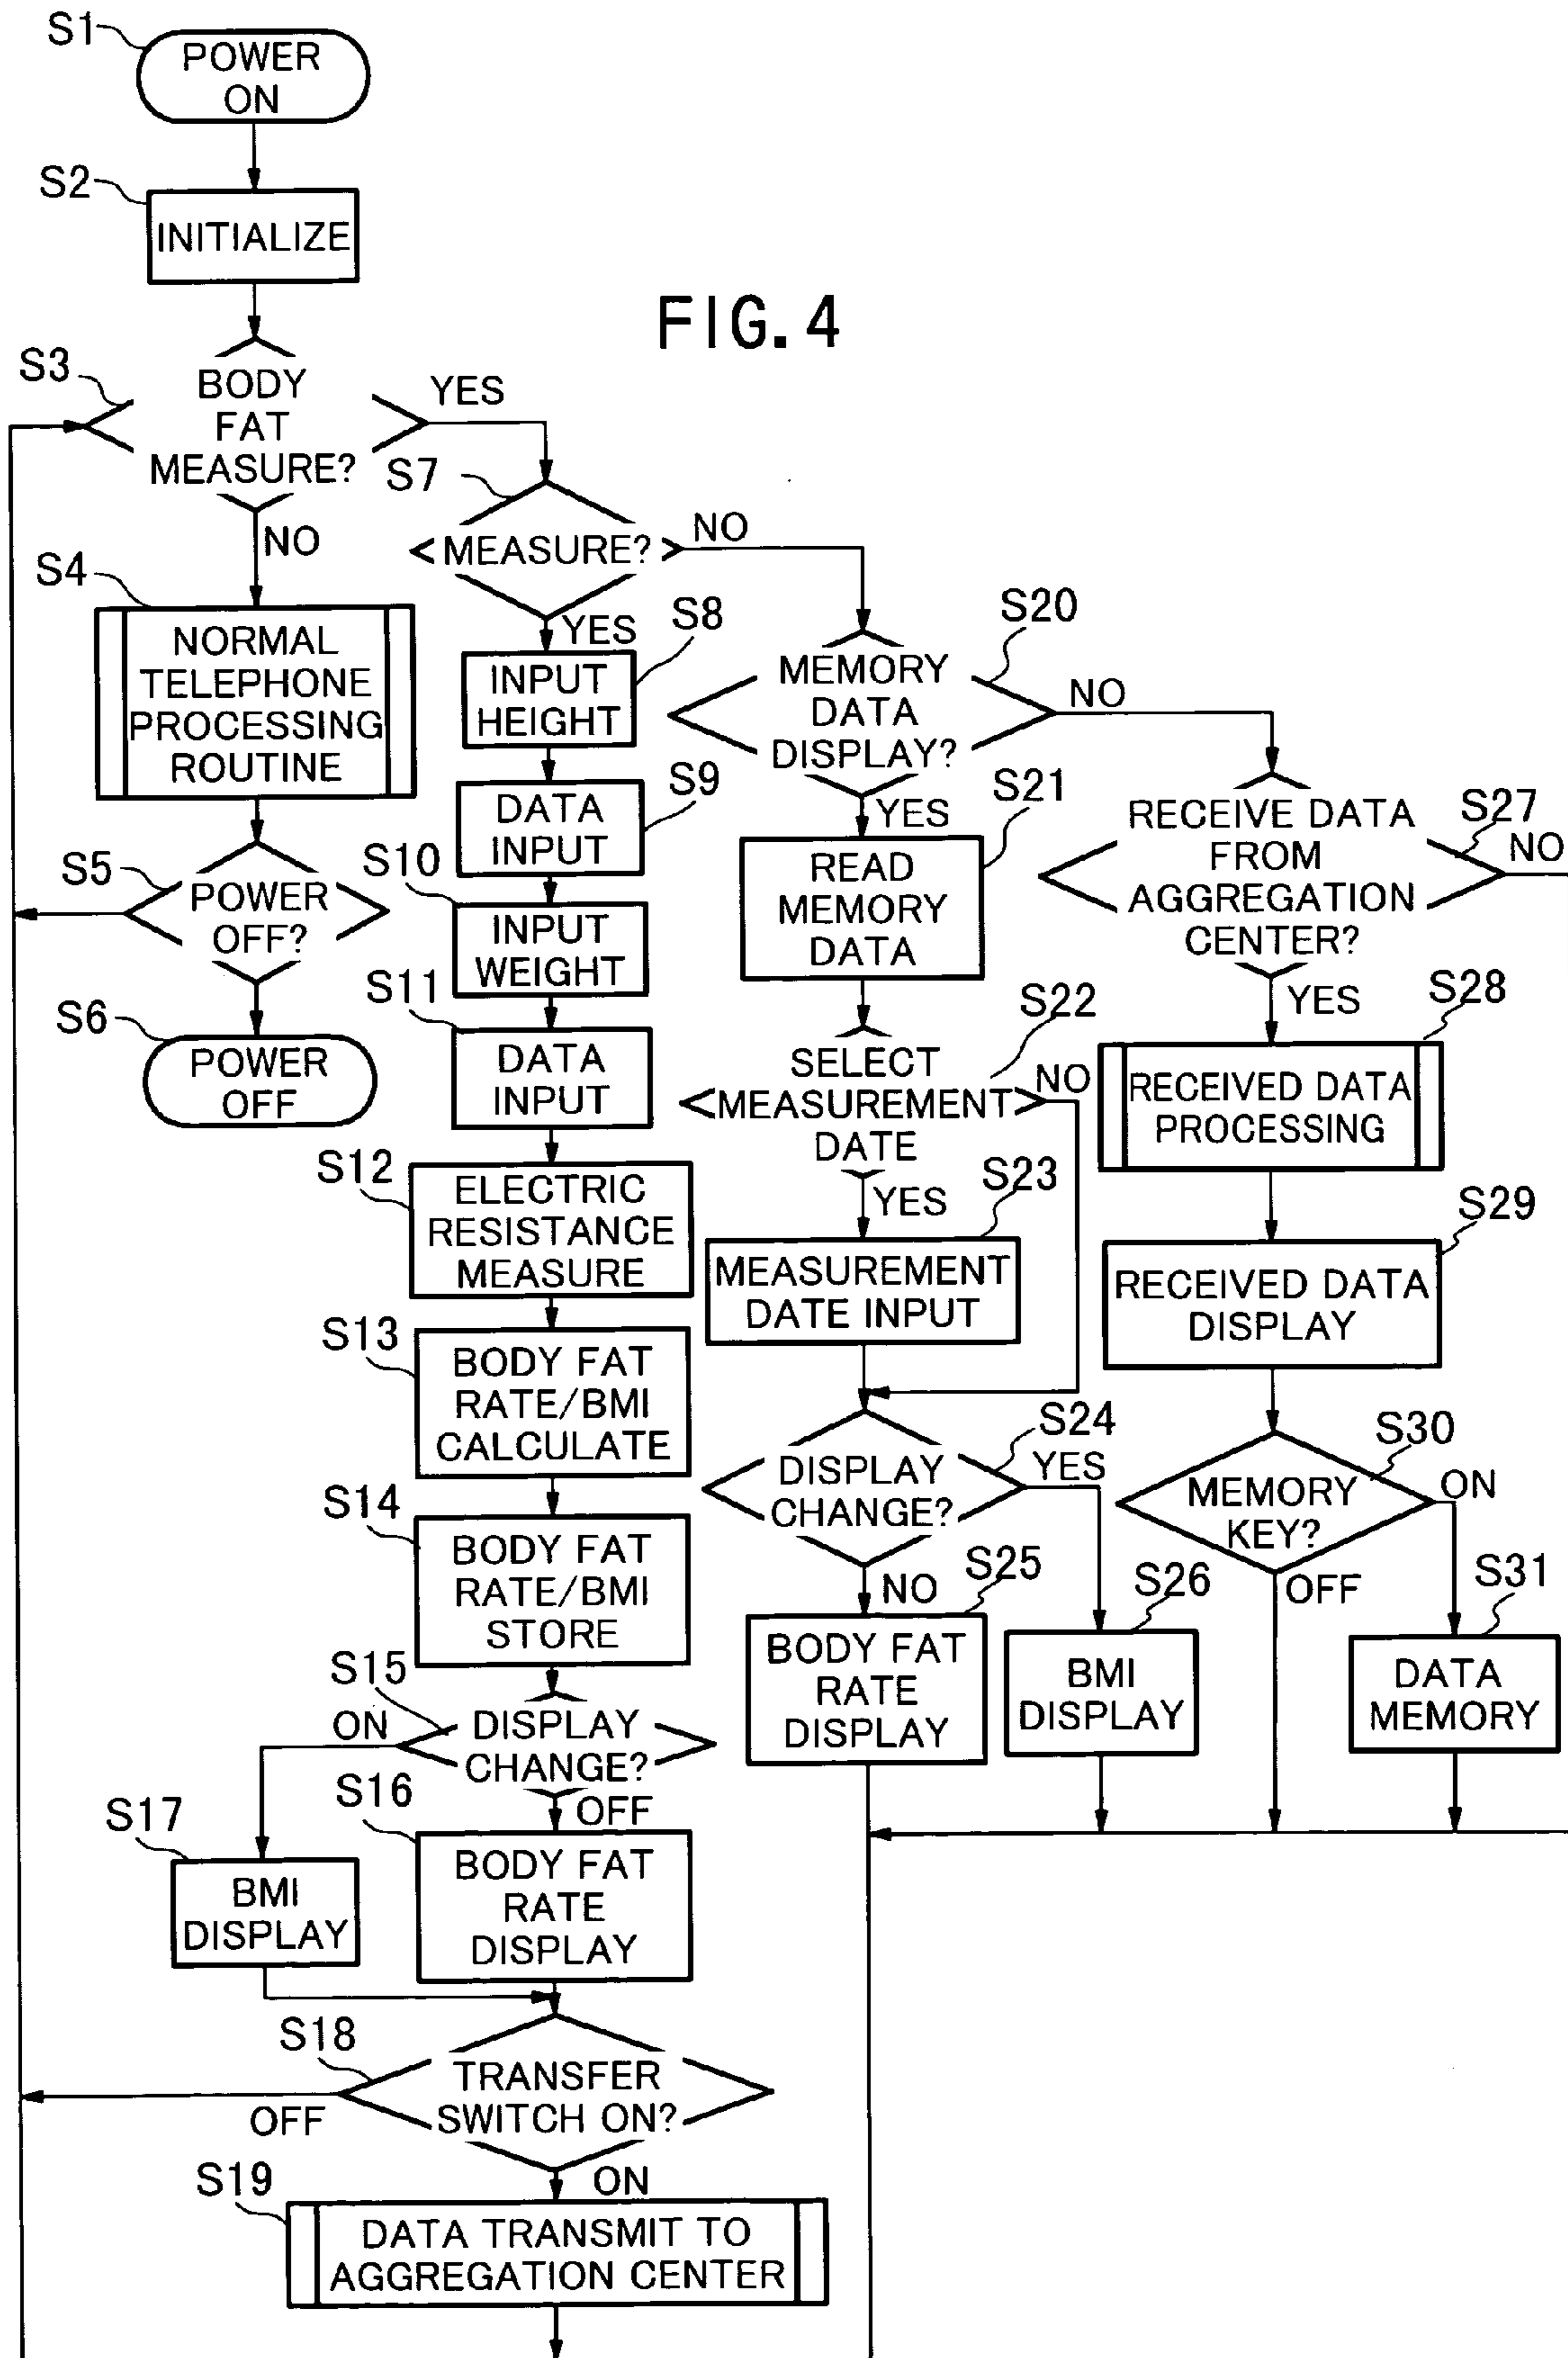 FIG. 4
S1
POWER
ON
S2
INITIALIZE
S3
BODY
FAT
MEASURE?
YES
NO
S4
NORMAL
TELEPHONE
PROCESSING
ROUTINE
S5
POWER
OFF?
S6
POWER
OFF
S7
MEASURE?
NO
YES
S8
INPUT
HEIGHT
S9
DATA
INPUT
S10
INPUT
WEIGHT
S11
DATA
INPUT
S12
ELECTRIC
RESISTANCE
MEASURE
S13
BODY FAT
RATE/BMI
CALCULATE
S14
BODY FAT
RATE/BMI
STORE
S15
DISPLAY
CHANGE?
ON
OFF
S16
BODY FAT
RATE
DISPLAY
S17
BMI
DISPLAY
S18
TRANSFER
SWITCH ON?
OFF
ON
S19
DATA TRANSMIT TO
AGGREGATION CENTER
S20
MEMORY
DATA
DISPLAY?
NO
YES
S21
READ
MEMORY
DATA
S22
SELECT
MEASUREMENT
DATE
NO
YES
S23
MEASUREMENT
DATE INPUT
S24
DISPLAY
CHANGE?
YES
NO
S25
BODY FAT
RATE
DISPLAY
S26
BMI
DISPLAY
S27
RECEIVE DATA
FROM
AGGREGATION
CENTER?
NO
YES
S28
RECEIVED DATA
PROCESSING
S29
RECEIVED DATA
DISPLAY
S30
MEMORY
KEY?
ON
OFF
S31
DATA
MEMORY